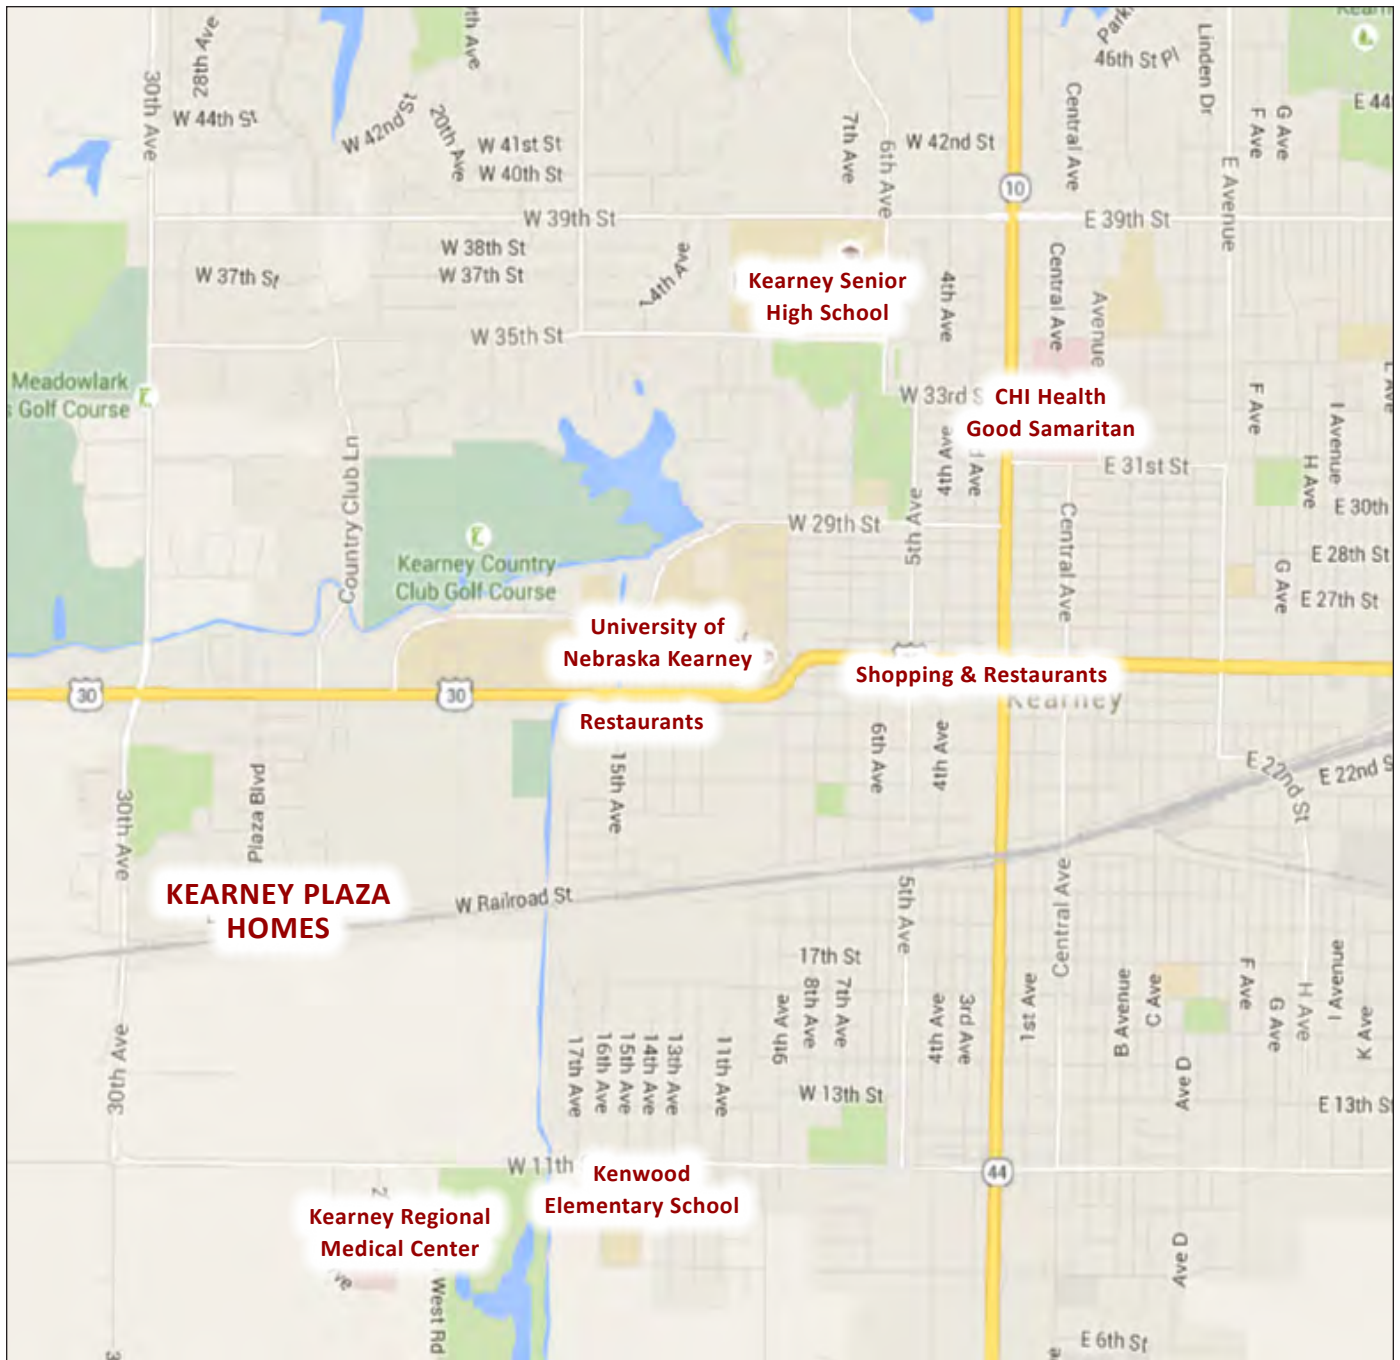 28th Ave
30th Ave
W 44th St
W 42nd St
20th Ave
W 41st St
W 40th St
7th Ave
6th Ave
W 42nd St
10
Central Ave
46th St Pl
Linden Dr
F Ave
G Ave
E 44
E Avenue
W 39th St
E 39th St
W 38th St
W 37th St
W 37th St
14th Ave
Kearney Senior
High School
4th Ave
Central Ave
Avenue
W 35th St
Meadowlark
s Golf Course
W 33rd S
CHI Health
Good Samaritan
F Ave
I Avenue
H Ave
Country Club Ln
4th Ave
E 31st St
E 30th
W 29th St
5th Ave
Central Ave
E 28th St
G Ave
E 27th St
Kearney Country
Club Golf Course
University of
Nebraska Kearney
Shopping & Restaurants
Kearney
30
30
Restaurants
6th Ave
4th Ave
15th Ave
Plaza Blvd
30th Ave
E 22nd St
E 22nd S
KEARNEY PLAZA
HOMES
W Railroad St
5th Ave
Central Ave
17th St
9th Ave
8th Ave
7th Ave
4th Ave
3rd Ave
1st Ave
B Avenue
C Ave
Ave D
F Ave
G Ave
H Ave
I Avenue
K Ave
30th Ave
17th Ave
16th Ave
15th Ave
14th Ave
13th Ave
11th Ave
W 13th St
E 13th St
W 11th
Kenwood
Elementary School
44
Kearney Regional
Medical Center
West Rd
Ave D
E 6th St